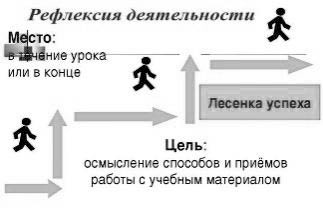 Рефлексия деятельности
Место:
в течение урока
или в конце
Лесенка успеха
Цель:
осмысление способов и приёмов
работы с учебным материалом